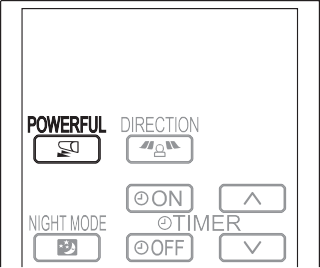 POWERFUL DIRECTION
ON
NIGHT MODE TIMER
OFF